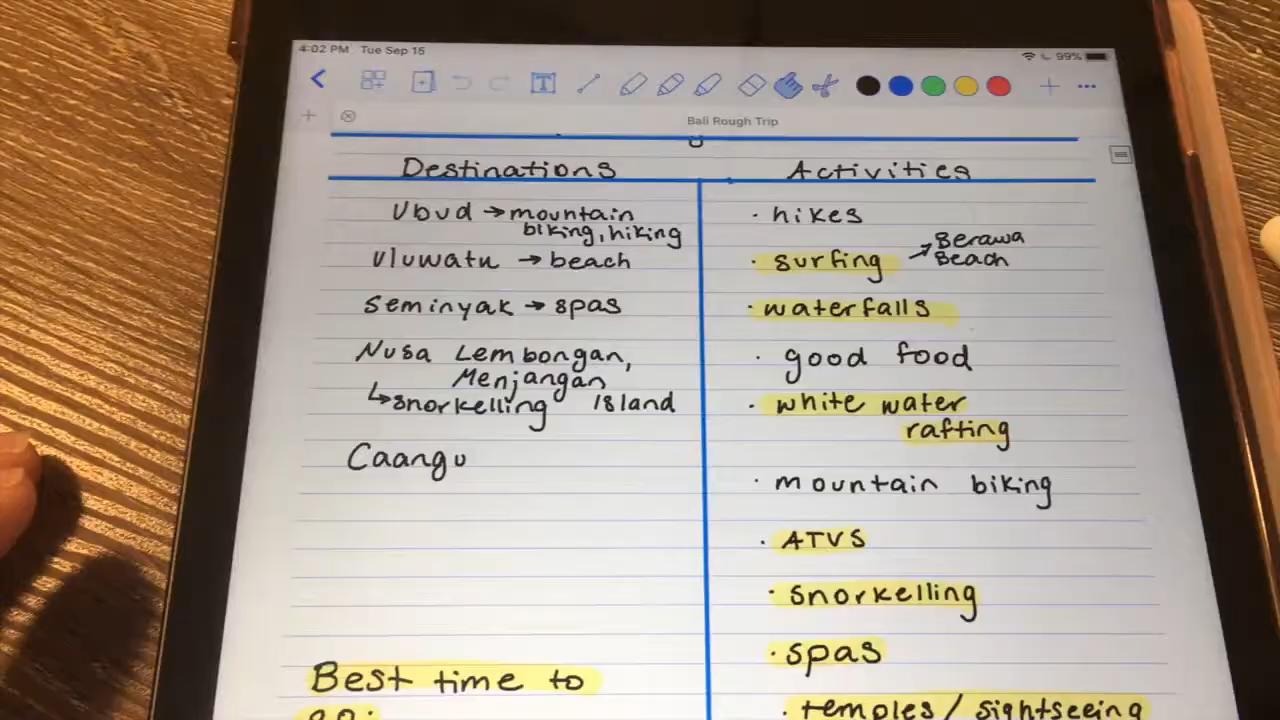 4:02 PM Tue Sep 15
99%
Bali Rough Trip
Destinations
Ubud → mountain
biking, hiking
Uluwatu → beach
Seminyak → spas
Nusa Lembongan,
Menjangan
↳ snorkelling Island
Caangu
Best time to
go:
Activities
· hikes
· surfing → Berawa
Beach
· waterfalls
· good food
· white water
rafting
· mountain biking
· ATVS
· snorkelling
· spas
· temples / sightseeing